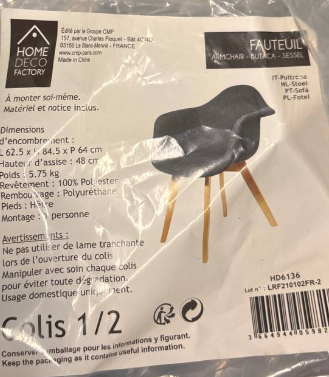 HOME
DECO
FACTORY
Édité par le Groupe CMP
157, avenue Charles Floquet - Bât
93150 Le Blanc-Mesnil - FRANCE
www.cmp-paris.com
Made in China
FAUTEUIL
ARMCHAIR - BUTACA - SESSEL
IT-Poltrona
NL-Stoel
PT-Sofá
PL-Fotel
À monter soi-même.
Matériel et notice inclus.
Dimensions
d'encombrement :
L 62.5 x H 84.5 x P 64 cm
Hauteur d'assise : 48 cm
Poids : 5.75 kg
Revêtement : 100% Polyester
Rembourrage : Polyuréthane
Pieds : Hêtre
Montage : 1 personne
Avertissements :
Ne pas utiliser de lame tranchante
lors de l'ouverture du colis
Manipuler avec soin chaque colis
pour éviter toute dégradation.
Usage domestique uniquement.
Colis 1/2
HD6136
Lot n° : LRF210102FR-2
Conserver emballage pour les informations y figurant.
Keep the packaging as it contains useful information.